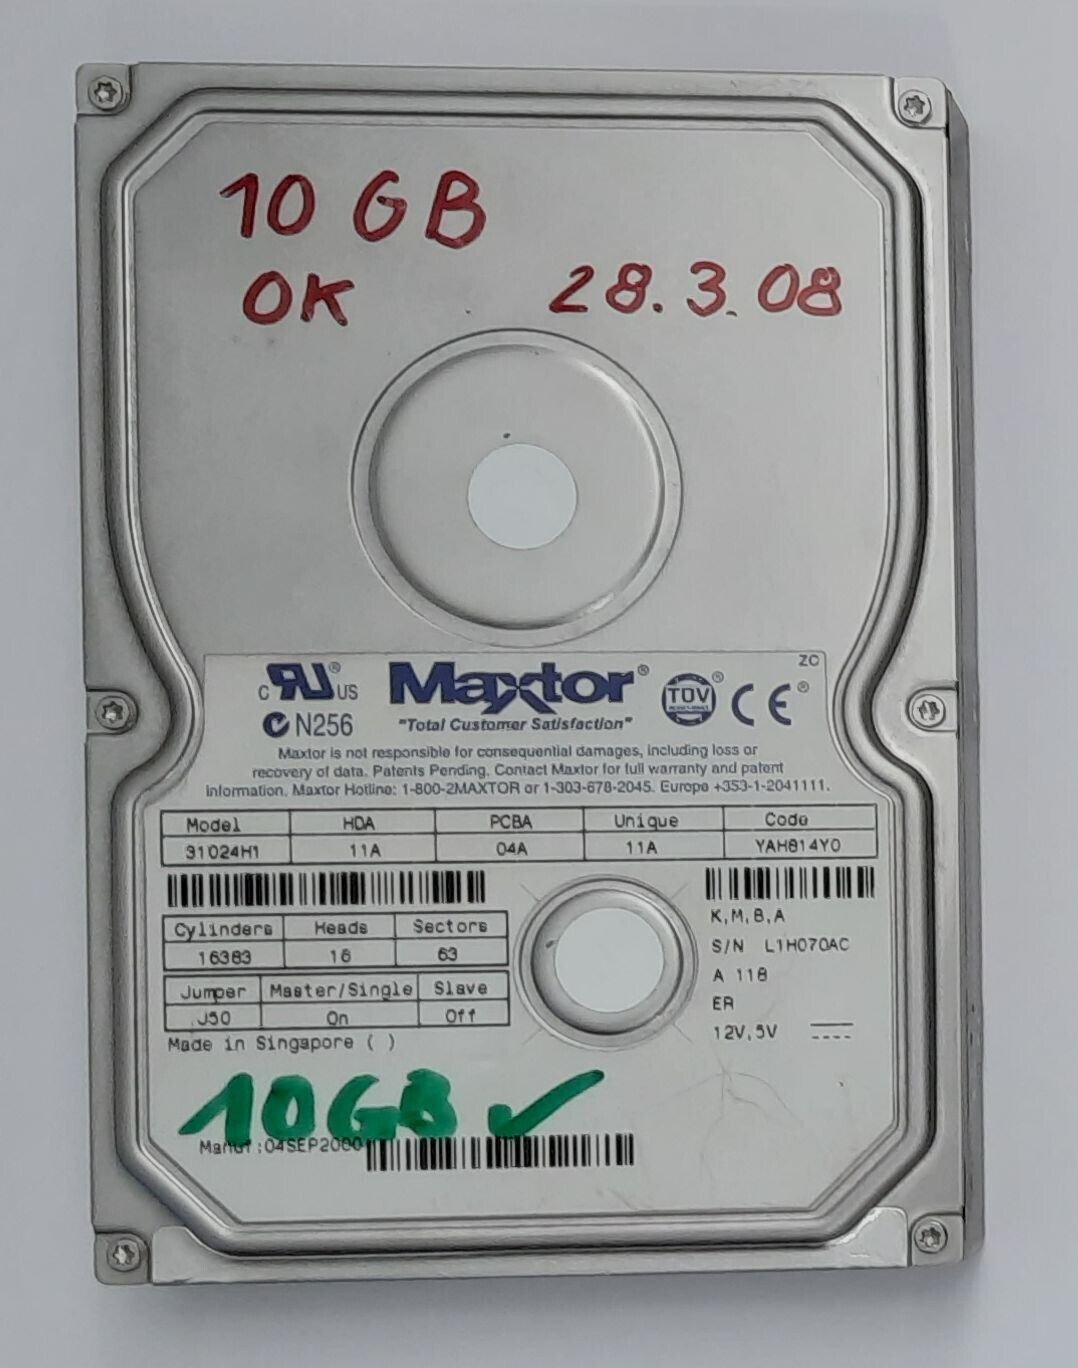 10 GB
OK 28.3.08
ZC
C RU ® US Maxtor® TÜV ® CE ®
N256 "Total Customer Satisfaction"
Maxtor is not responsible for consequential damages, including loss or
recovery of data. Patents Pending. Contact Maxtor for full warranty and patent
information. Maxtor Hotline: 1-800-2MAXTOR or 1-303-678-2045. Europe +353-1-2041111.
Model HDA PCBA Unique Code
31024H1 11A 04A 11A YAH814Y0
Cylinders Heads Sectors
16383 16 63
Jumper Master/Single Slave
J50 On Off
Made in Singapore ( )
K,M,B,A
S/N L1H070AC
A 118
ER
12V,5V
10GB ✓
Manuf :04SEP2000